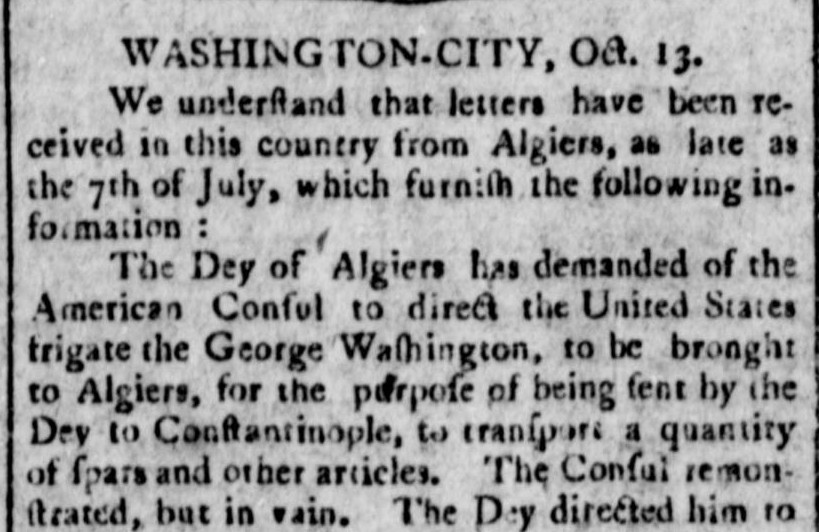 WASHINGTON-CITY, Oct. 13.
We underſtand that letters have been re-
ceived in this country from Algiers, as late as
the 7th of July, which furniſh the following in-
formation :
The Dey of Algiers has demanded of the
American Conſul to direct the United States
frigate the George Waſhington, to be bronght
to Algiers, for the purpoſe of being ſent by the
Dey to Conſtantinople, to tranſport a quantity
of ſpars and other articles. The Conſul remon-
ſtrated, but in vain. The Dey directed him to